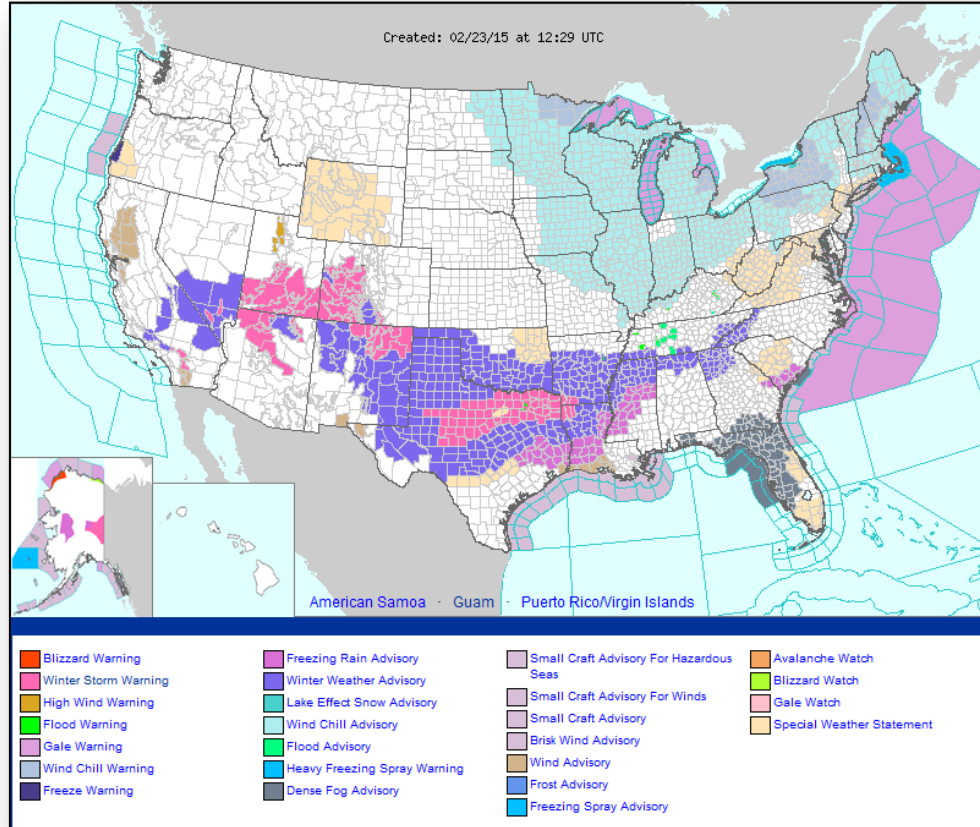 Created: 02/23/15 at 12:29 UTC
American Samoa · Guam · Puerto Rico/Virgin Islands
Blizzard Warning
Winter Storm Warning
High Wind Warning
Flood Warning
Gale Warning
Wind Chill Warning
Freeze Warning
Freezing Rain Advisory
Winter Weather Advisory
Lake Effect Snow Advisory
Wind Chill Advisory
Flood Advisory
Heavy Freezing Spray Warning
Dense Fog Advisory
Small Craft Advisory For Hazardous
Seas
Small Craft Advisory For Winds
Small Craft Advisory
Brisk Wind Advisory
Wind Advisory
Frost Advisory
Freezing Spray Advisory
Avalanche Watch
Blizzard Watch
Gale Watch
Special Weather Statement